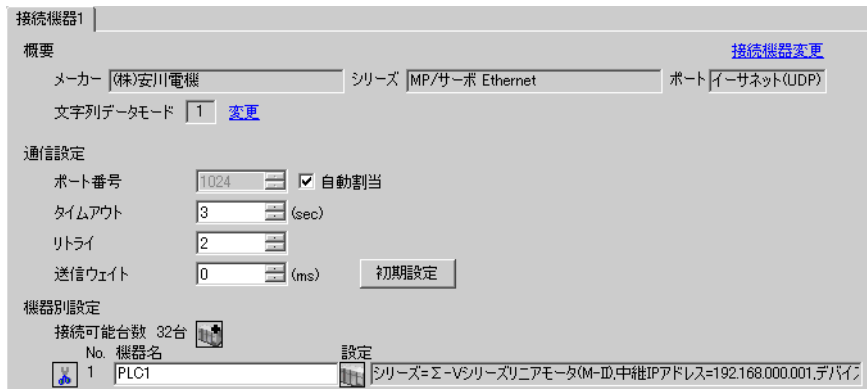 接続機器1
概要 接続機器変更
メーカー (株)安川電機 シリーズ MP/サーボ Ethernet ポート イーサネット(UDP)
文字列データモード 1 変更
通信設定
ポート番号 1024 自動割当
タイムアウト 3 (sec)
リトライ 2
送信ウェイト 0 (ms) 初期設定
機器別設定
接続可能台数 32台
No. 機器名 設定
1 PLC1 シリーズ=Σ-Vシリーズリニアモータ(M-II),中継IPアドレス=192.168.000.001,デバイス